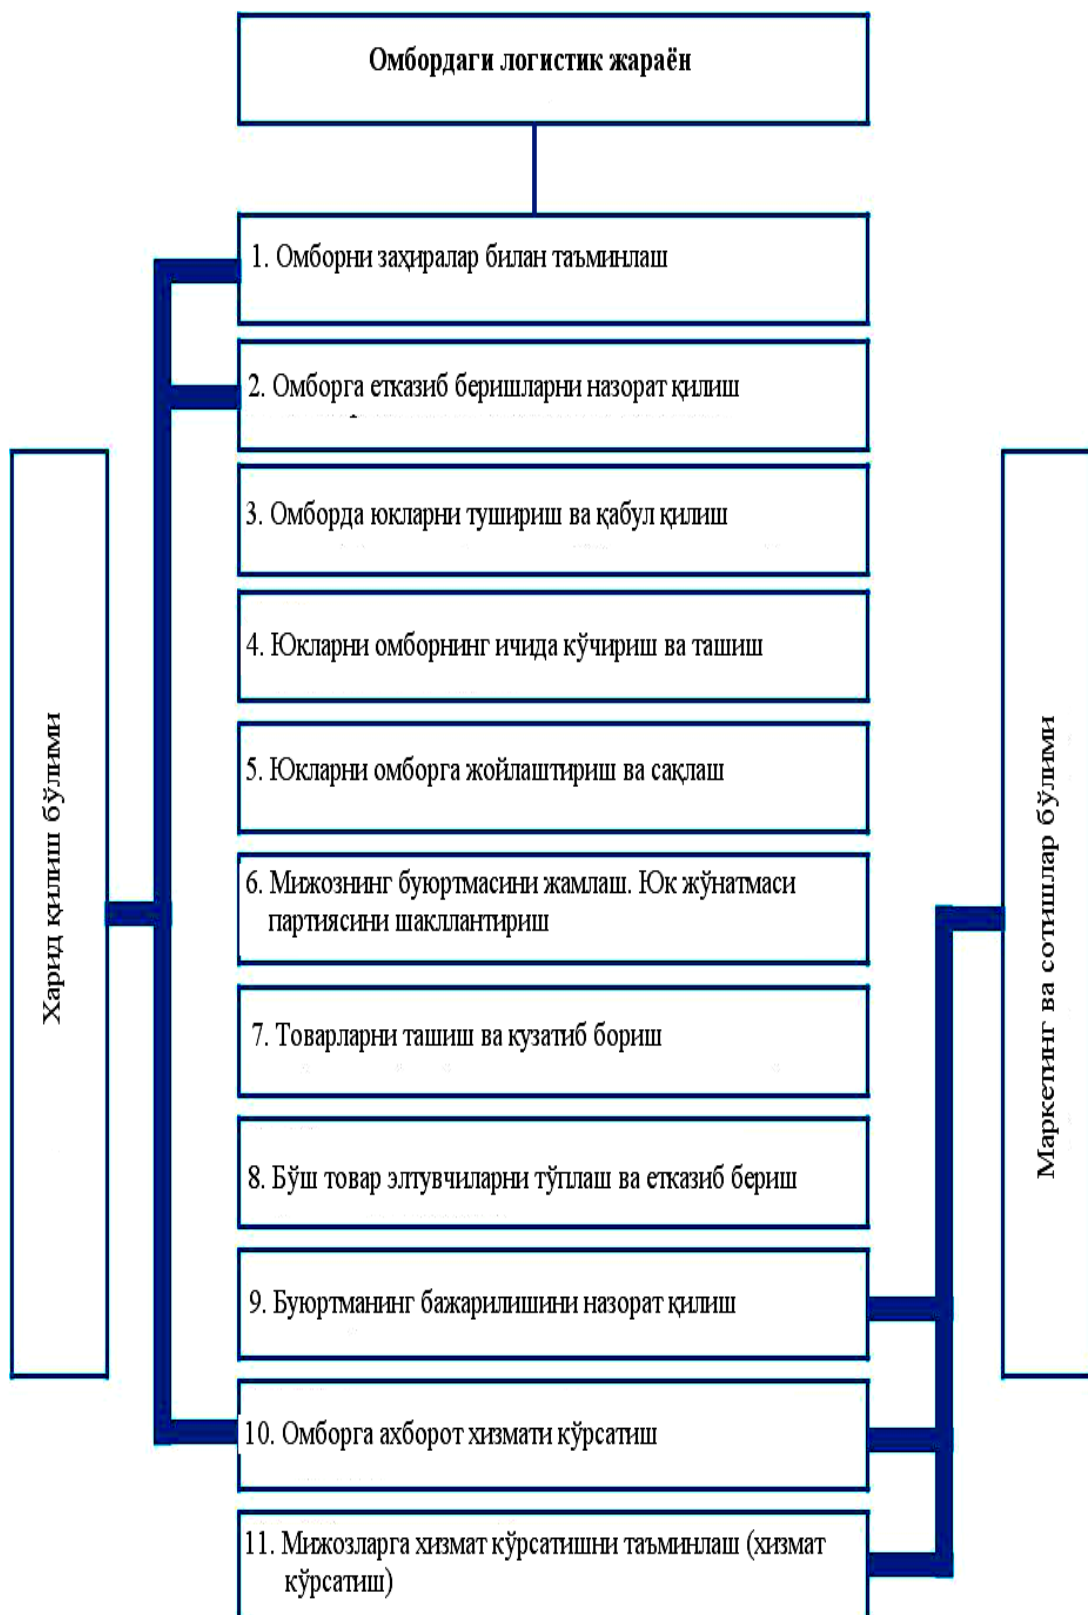 Омбордаги логистик жараён
1. Омборни заҳиралар билан таъминлаш
2. Омборга етказиб беришларни назорат қилиш
3. Омборда юкларни тушириш ва қабул қилиш
4. Юкларни омборнинг ичида кўчириш ва ташиш
5. Юкларни омборга жойлаштириш ва сақлаш
6. Мижознинг буюртмасини жамлаш. Юк жўнатмаси
партиясини шакллантириш
7. Товарларни ташиш ва кузатиб бориш
8. Бўш товар элтувчиларни тўплаш ва етказиб бериш
9. Буюртманинг бажарилишини назорат қилиш
10. Омборга ахборот хизмати кўрсатиш
11. Мижозларга хизмат кўрсатишни таъминлаш (хизмат
кўрсатиш)
Харид қилиш бўлими
Маркетинг ва сотишлар бўлими